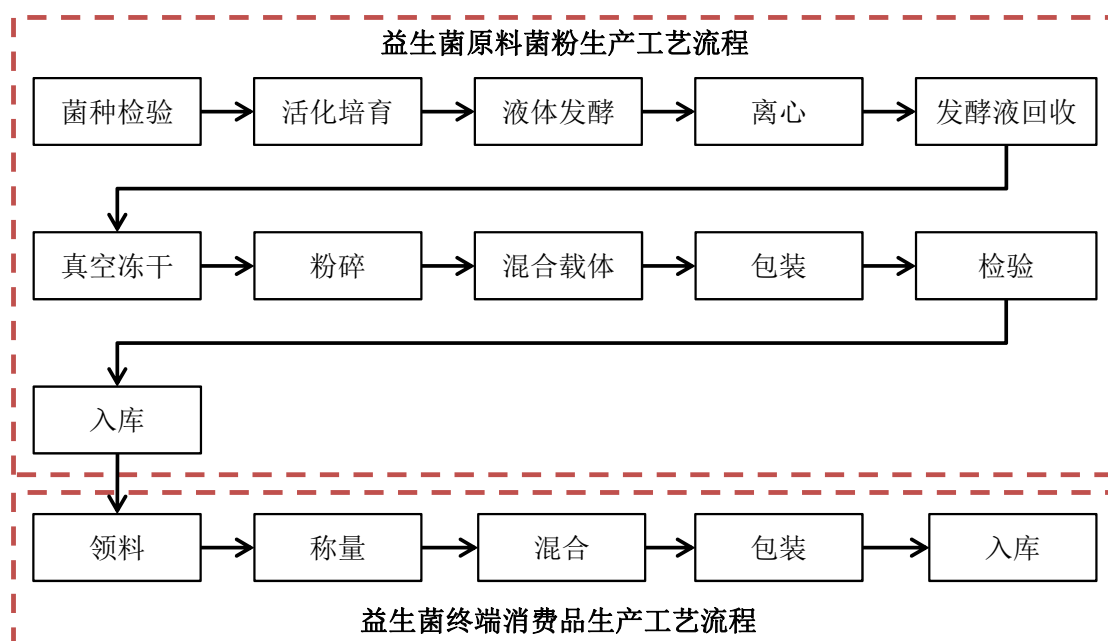 益生菌原料菌粉生产工艺流程
菌种检验 活化培育 液体发酵 离心 发酵液回收
真空冻干 粉碎 混合载体 包装 检验
入库
领料 称量 混合 包装 入库
益生菌终端消费品生产工艺流程